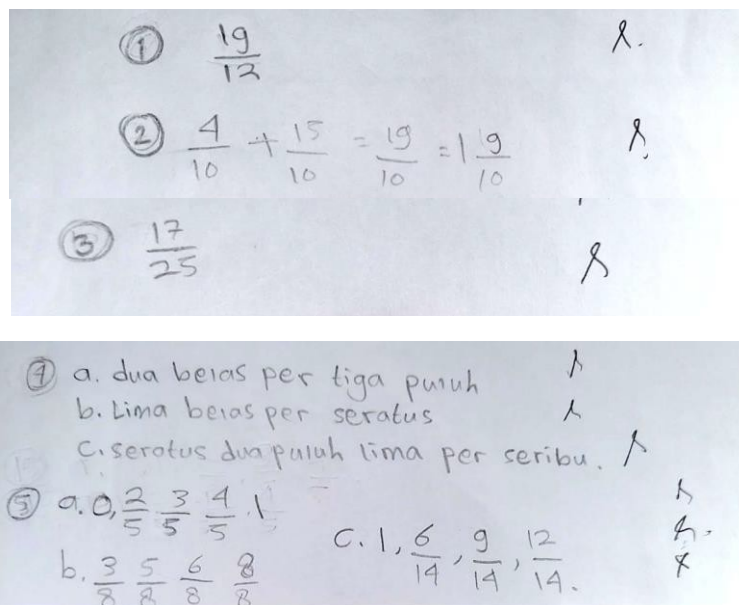 ① 19/12
② 4/10 + 15/10 = 19/10 = 1 9/10
③ 17/25
④ a. dua belas per tiga puluh
b. Lima belas per seratus
C. seratus dua puluh lima per seribu.
⑤ a. 0, 2/5 3/5 4/5 . 1
b. 3/8 5/8 6/8 8/8
C. 1, 6/14, 9/14, 12/14.